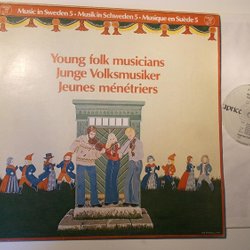 Music in Sweden 5 - Musik in Schweden 5 - Musique en Suède 5
Young folk musicians
Junge Volksmusiker
Jeunes ménétriers
caprice